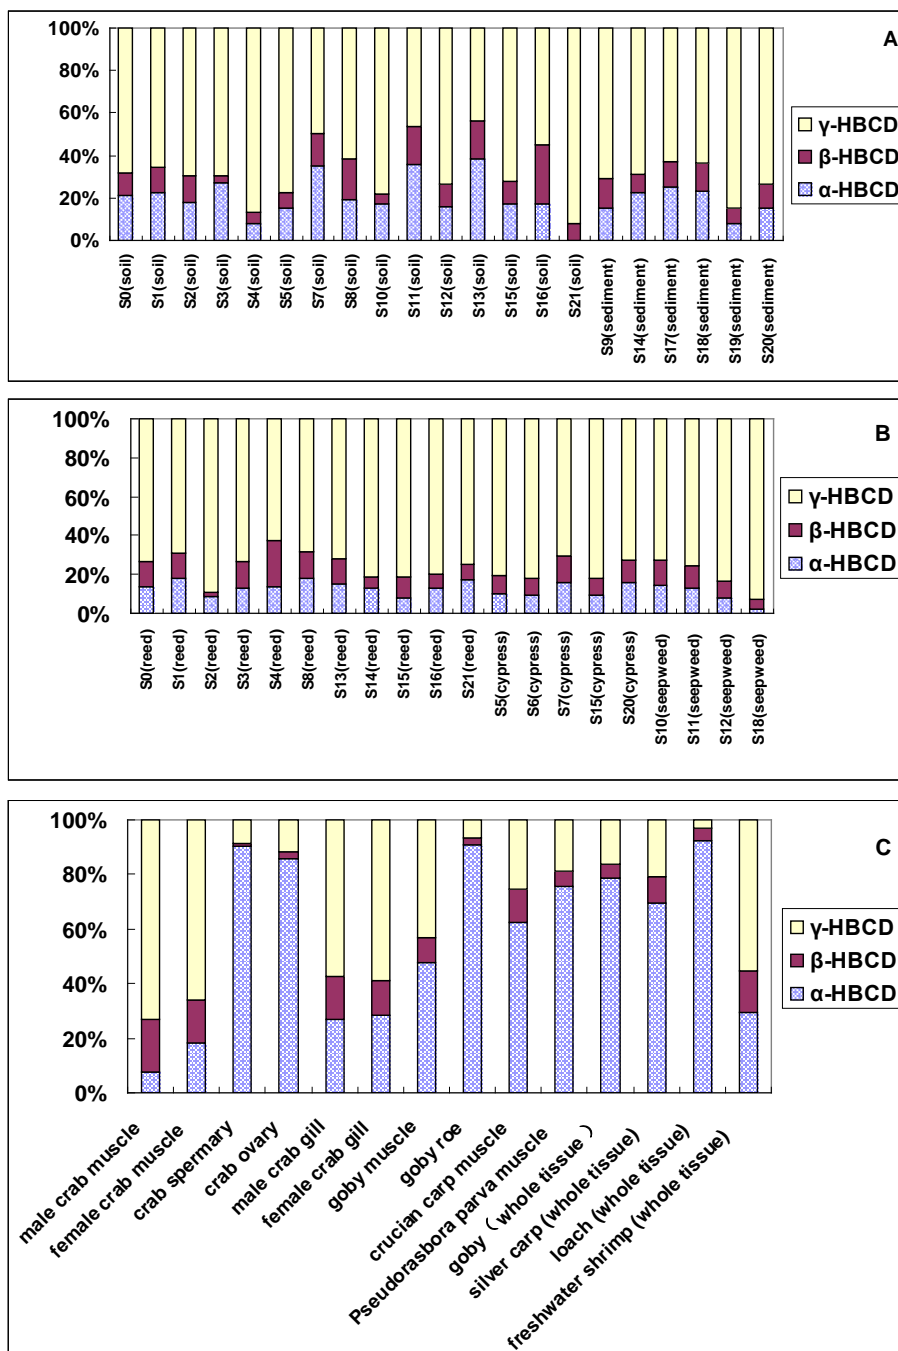 A
100%
80%
60%
40%
20%
0%
γ-HBCD
β-HBCD
α-HBCD
S0(soil)
S1(soil)
S2(soil)
S3(soil)
S4(soil)
S5(soil)
S7(soil)
S8(soil)
S10(soil)
S11(soil)
S12(soil)
S13(soil)
S15(soil)
S16(soil)
S21(soil)
S9(sediment)
S14(sediment)
S17(sediment)
S18(sediment)
S19(sediment)
S20(sediment)
B
100%
80%
60%
40%
20%
0%
γ-HBCD
β-HBCD
α-HBCD
S0(reed)
S1(reed)
S2(reed)
S3(reed)
S4(reed)
S8(reed)
S13(reed)
S14(reed)
S15(reed)
S16(reed)
S21(reed)
S5(cypress)
S6(cypress)
S7(cypress)
S15(cypress)
S20(cypress)
S10(seepweed)
S11(seepweed)
S12(seepweed)
S18(seepweed)
C
100%
80%
60%
40%
20%
0%
γ-HBCD
β-HBCD
α-HBCD
male crab muscle
female crab muscle
crab spermary
crab ovary
male crab gill
female crab gill
goby muscle
goby roe
crucian carp muscle
Pseudorasbora parva muscle
goby（whole tissue）
silver carp (whole tissue)
loach (whole tissue)
freshwater shrimp (whole tissue)